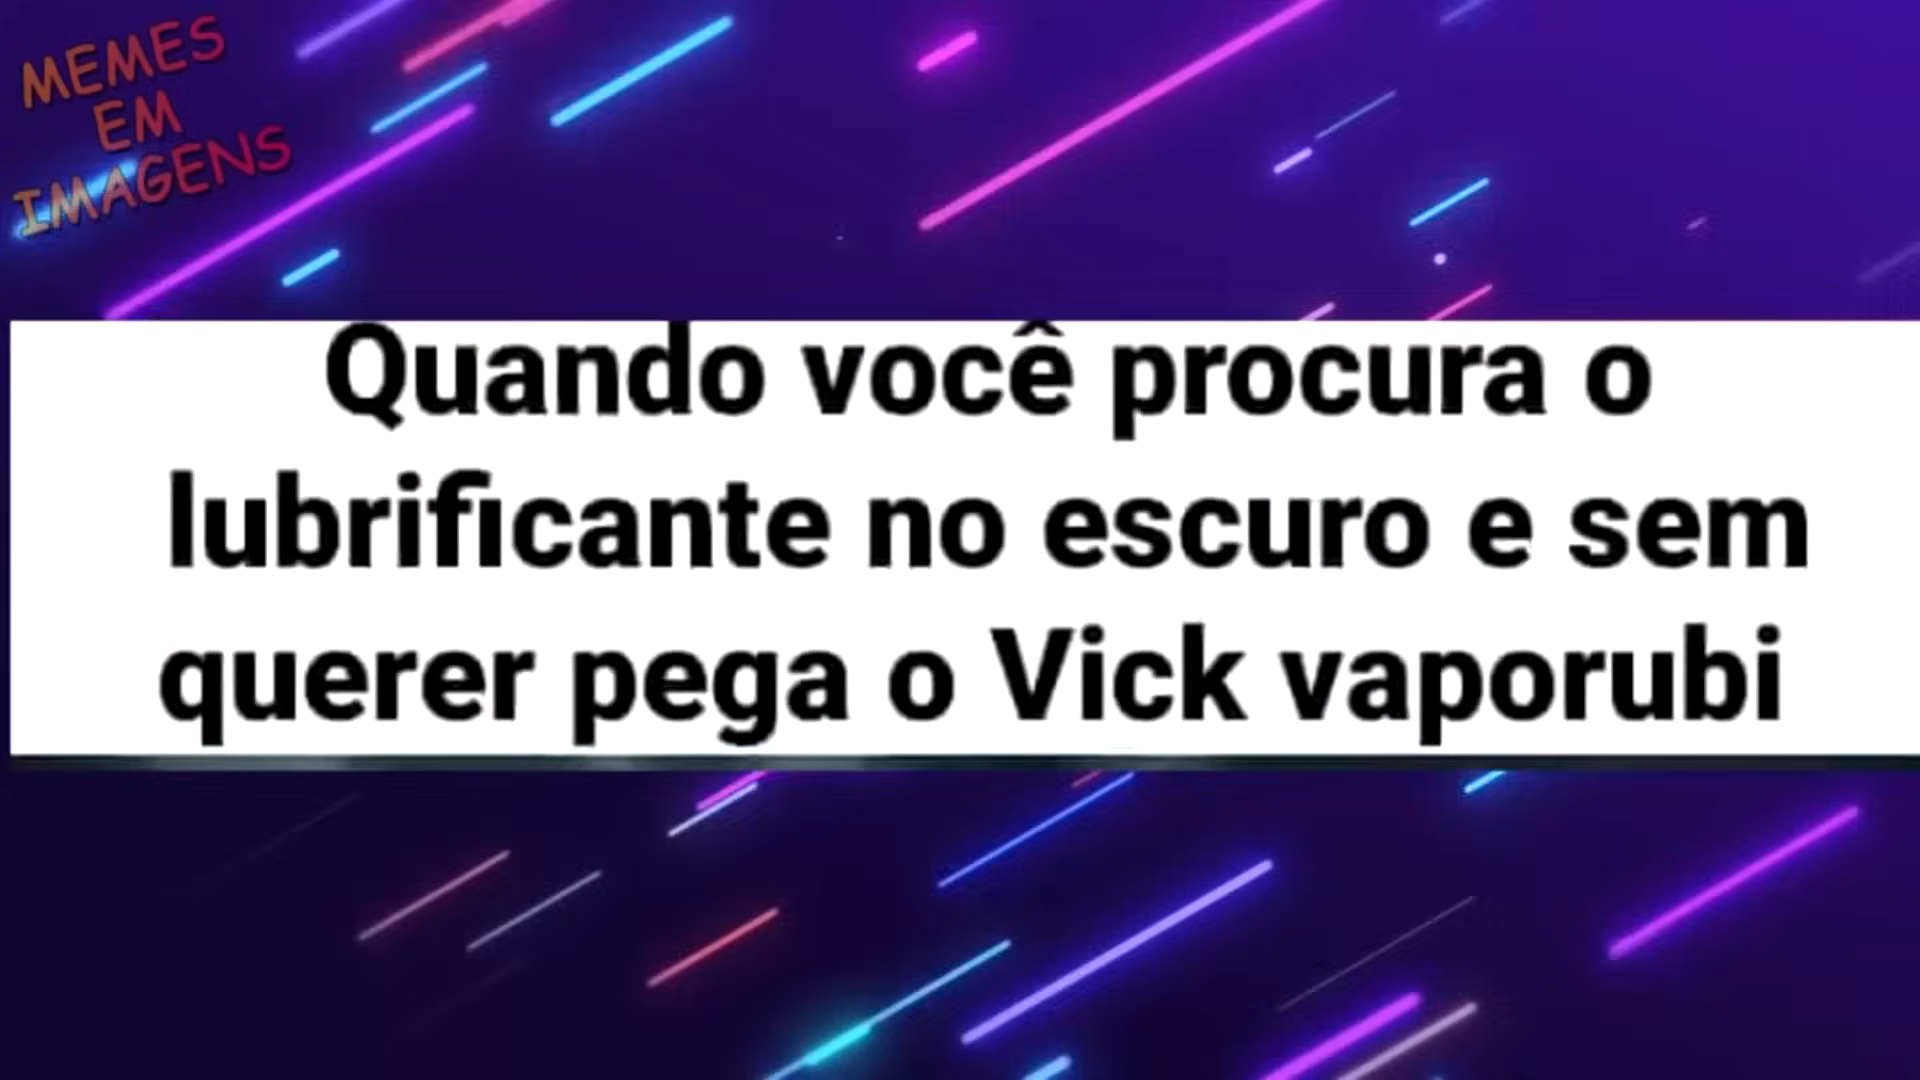 MEMES
EM
IMAGENS
Quando você procura o
lubrificante no escuro e sem
querer pega o Vick vaporubi